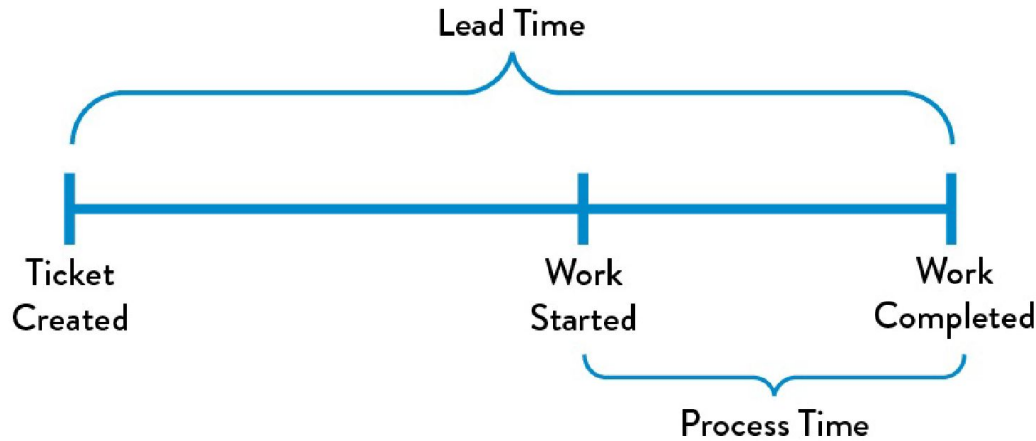 Lead Time
Ticket
Created
Work
Started
Work
Completed
Process Time